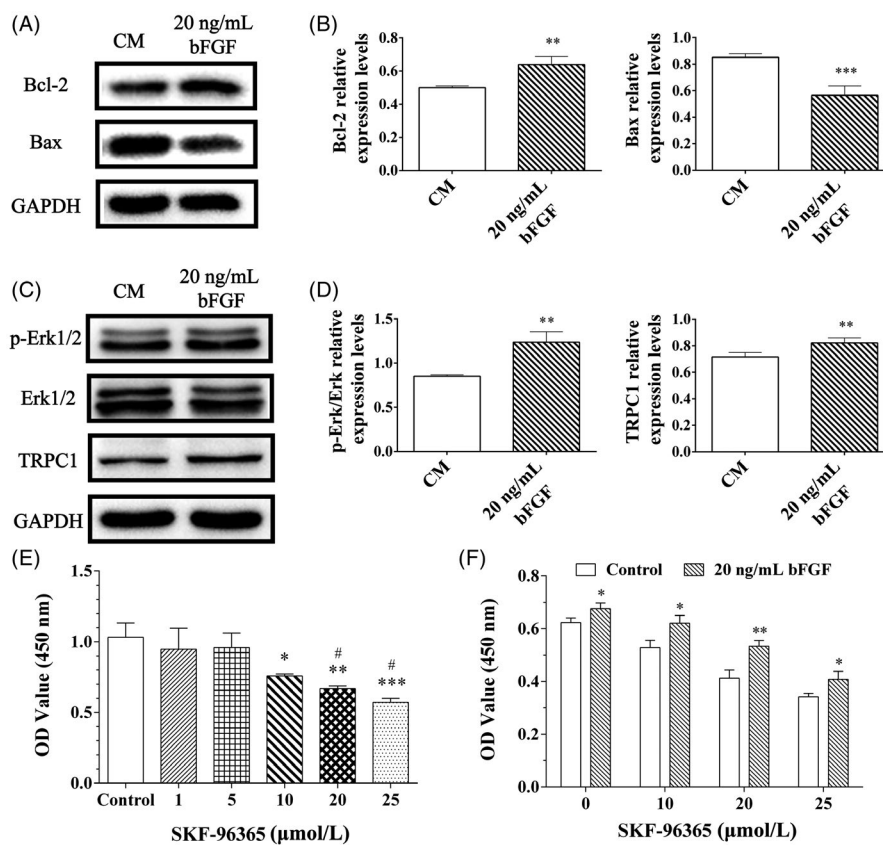 (A)
CM
20 ng/mL
bFGF
Bcl-2
Bax
GAPDH
(B)
Bcl-2 relative
expression levels
0.8
0.6
0.4
0.2
0.0
**
CM
20 ng/mL
bFGF
Bax relative
expression levels
1.0
0.8
0.6
0.4
0.2
0.0
***
CM
20 ng/mL
bFGF
(C)
CM
20 ng/mL
bFGF
p-Erk1/2
Erk1/2
TRPC1
GAPDH
(D)
p-Erk/Erk relative
expression levels
1.5
1.0
0.5
0.0
**
CM
20 ng/mL
bFGF
TRPC1 relative
expression levels
1.0
0.8
0.6
0.4
0.2
0.0
**
CM
20 ng/mL
bFGF
(E)
OD Value (450 nm)
1.5
1.0
0.5
0.0
*
#
**
#
***
Control 1 5 10 20 25
SKF-96365 (μmol/L)
(F)
Control 20 ng/mL bFGF
OD Value (450 nm)
0.8
0.6
0.4
0.2
0.0
*
*
**
*
0 10 20 25
SKF-96365 (μmol/L)